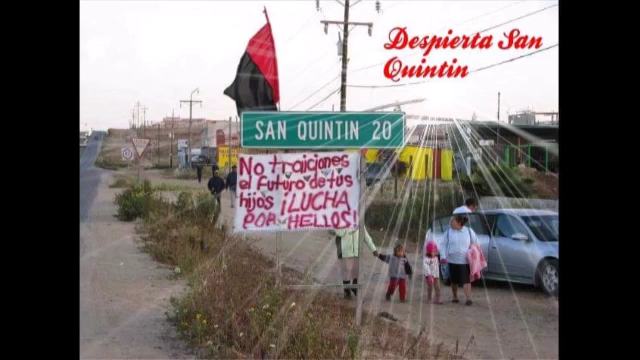 Despierta San
Quintin
SAN QUINTIN 20
No traiciones
el futuro de tus
hijos ¡LUCHA
POR HELLOS!